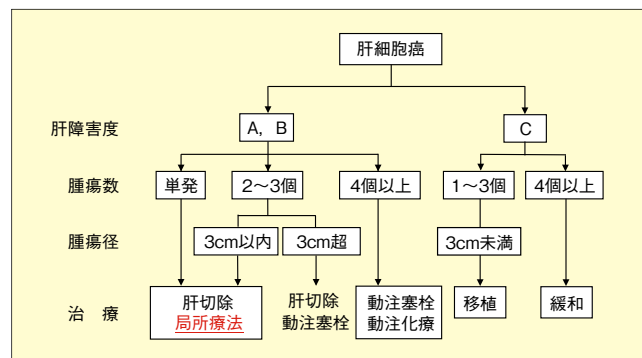 肝細胞癌
肝障害度
A，B
C
腫瘍数
単発
2〜3個
4個以上
1〜3個
4個以上
腫瘍径
3cm以内
3cm超
3cm未満
治 療
肝切除
局所療法
肝切除
動注塞栓
動注塞栓
動注化療
移植
緩和